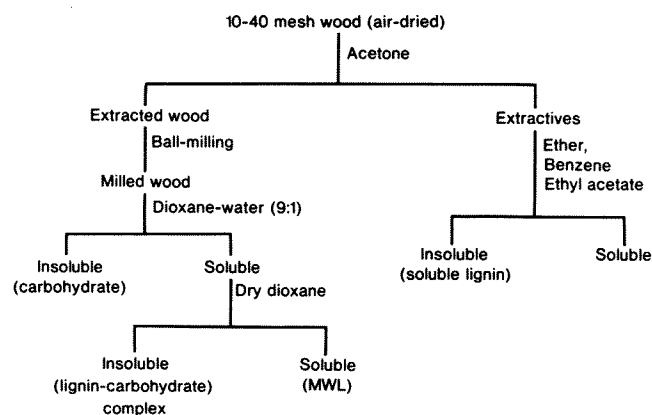 10-40 mesh wood (air-dried)
Acetone
Extracted wood
Extractives
Ball-milling
Ether,
Benzene
Ethyl acetate
Milled wood
Dioxane-water (9:1)
Insoluble
(carbohydrate)
Soluble
Insoluble
(soluble lignin)
Soluble
Dry dioxane
Insoluble
(lignin-carbohydrate)
complex
Soluble
(MWL)